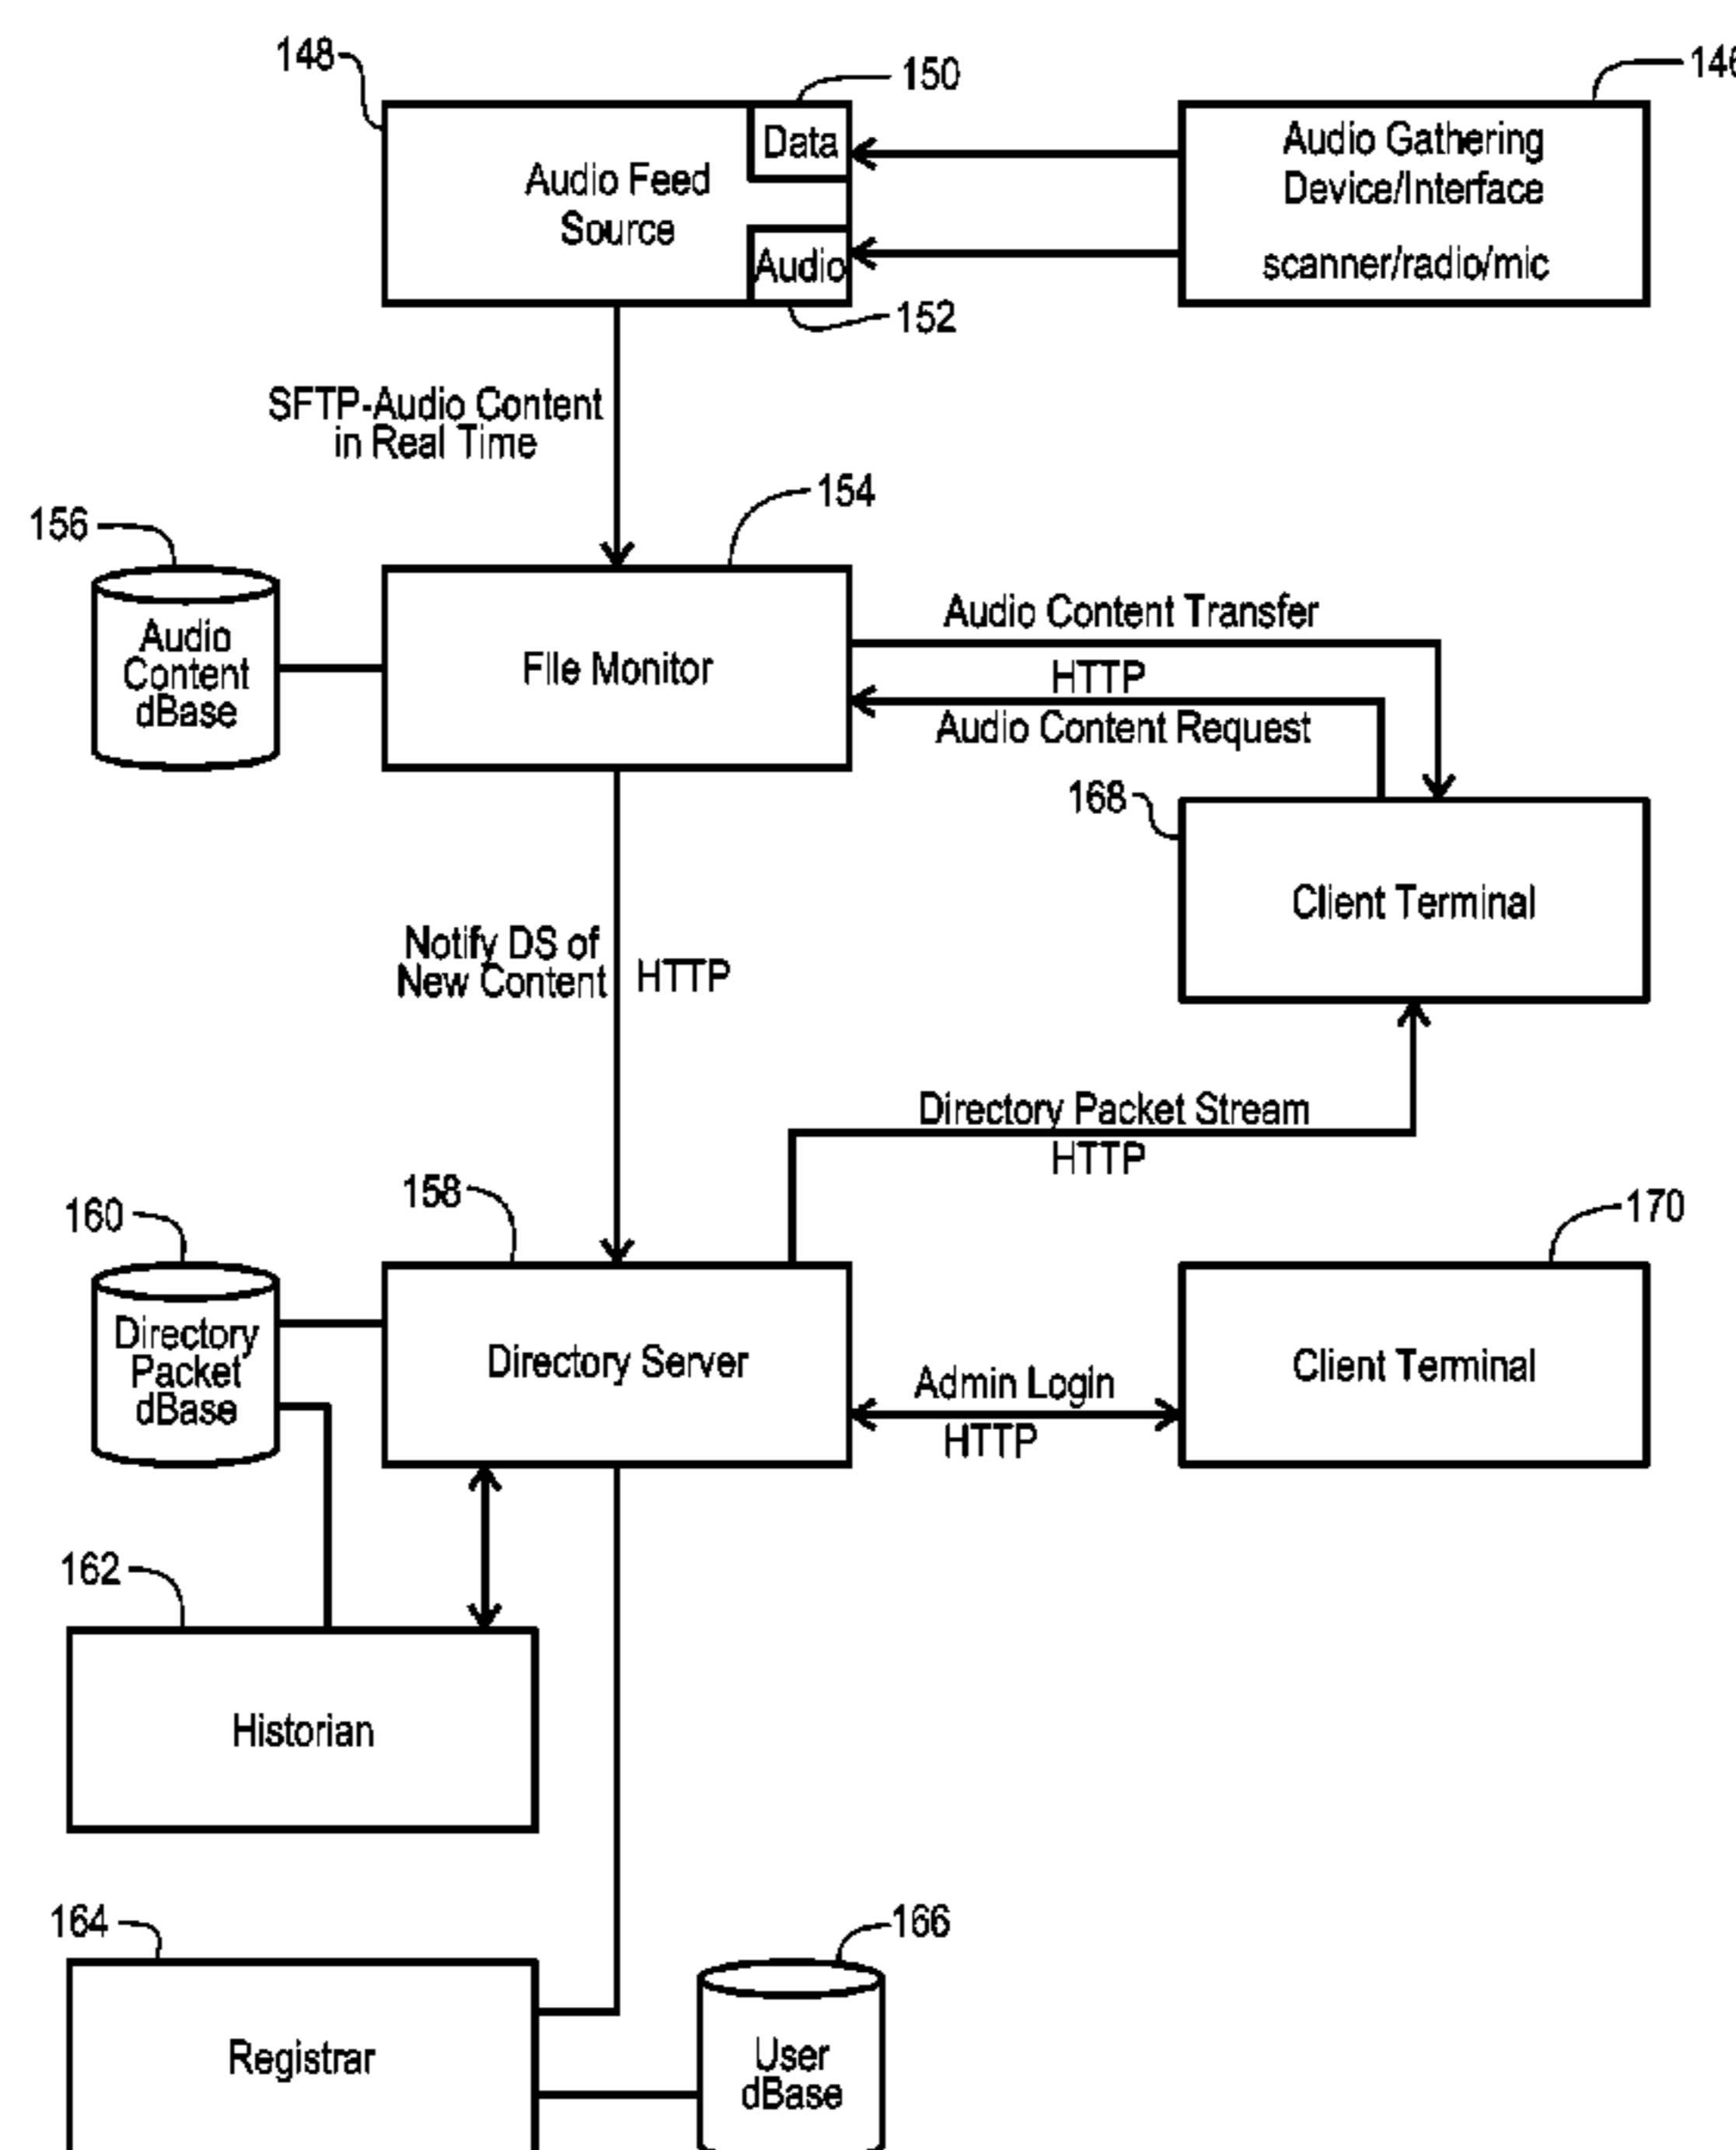 148
150
146
Data
Audio Feed
Source
Audio
152
Audio Gathering
Device/Interface
scanner/radio/mic
SFTP-Audio Content
in Real Time
154
156
Audio
Content
dBase
File Monitor
Audio Content Transfer
HTTP
Audio Content Request
168
Client Terminal
Notify DS of
New Content
HTTP
Directory Packet Stream
HTTP
158
160
170
Directory
Packet
dBase
Directory Server
Admin Login
HTTP
Client Terminal
162
Historian
164
166
Registrar
User
dBase